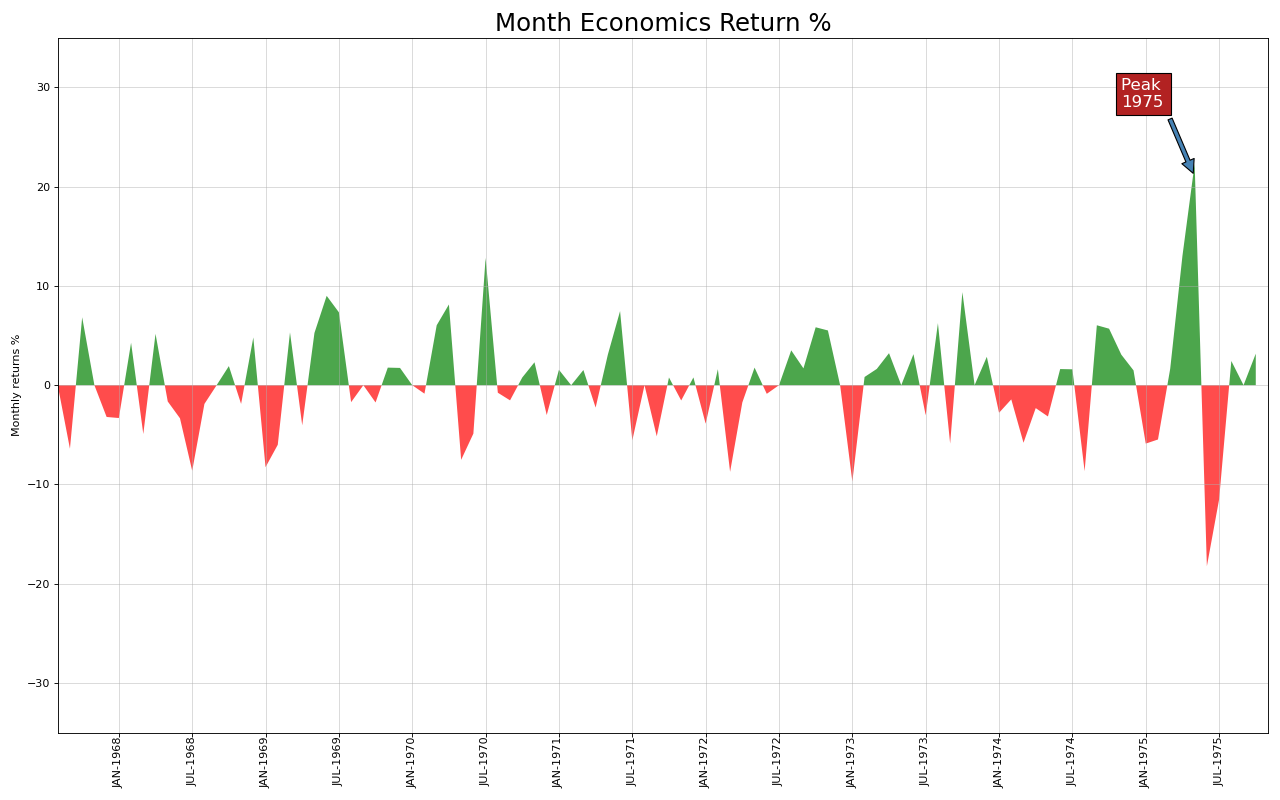 Month Economics Return %
Peak
1975
Monthly returns %
30
20
10
0
−10
−20
−30
JAN-1968
JUL-1968
JAN-1969
JUL-1969
JAN-1970
JUL-1970
JAN-1971
JUL-1971
JAN-1972
JUL-1972
JAN-1973
JUL-1973
JAN-1974
JUL-1974
JAN-1975
JUL-1975